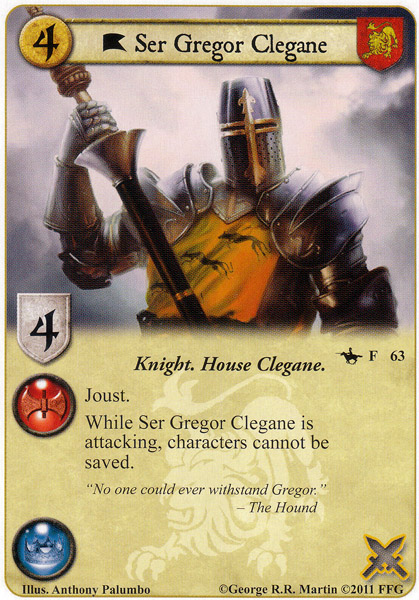 4
Ser Gregor Clegane
4
Knight. House Clegane.
F 63
Joust.
While Ser Gregor Clegane is
attacking, characters cannot be
saved.
"No one could ever withstand Gregor."
– The Hound
Illus. Anthony Palumbo
©George R.R. Martin ©2011 FFG